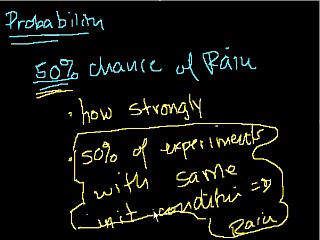 Probability
50% chance of Rain
· how strongly
· 50% of experiments
with same
init condition =>
Rain